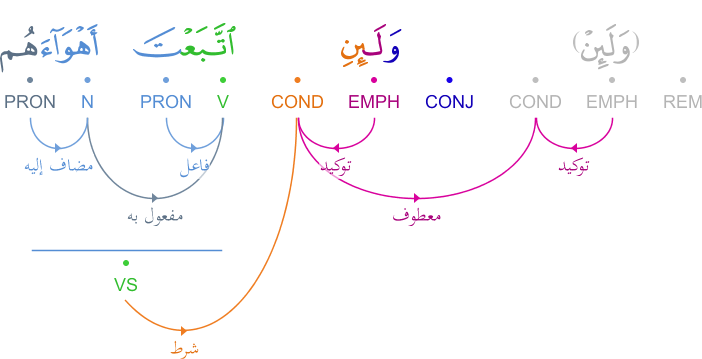 (وَلَئِنْ) وَلَئِنِ ٱتَّبَعْتَ أَهْوَآءَهُم
REM EMPH COND CONJ EMPH COND V PRON N PRON
توكيد توكيد فاعل مضاف إليه
معطوف مفعول به
VS
شرط